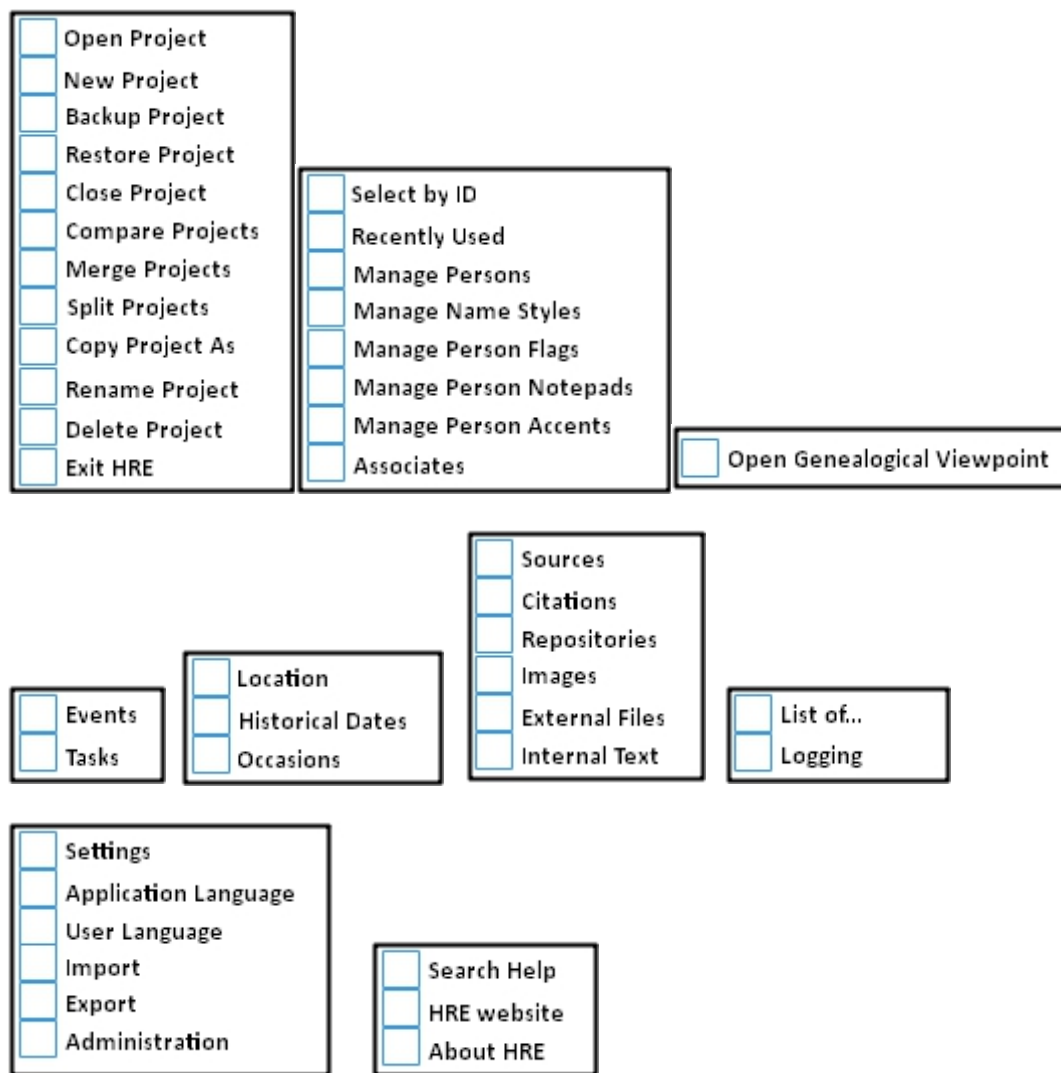 Open Project
New Project
Backup Project
Restore Project
Close Project
Compare Projects
Merge Projects
Split Projects
Copy Project As
Rename Project
Delete Project
Exit HRE
Select by ID
Recently Used
Manage Persons
Manage Name Styles
Manage Person Flags
Manage Person Notepads
Manage Person Accents
Associates
Open Genealogical Viewpoint
Events
Tasks
Location
Historical Dates
Occasions
Sources
Citations
Repositories
Images
External Files
Internal Text
List of...
Logging
Settings
Application Language
User Language
Import
Export
Administration
Search Help
HRE website
About HRE